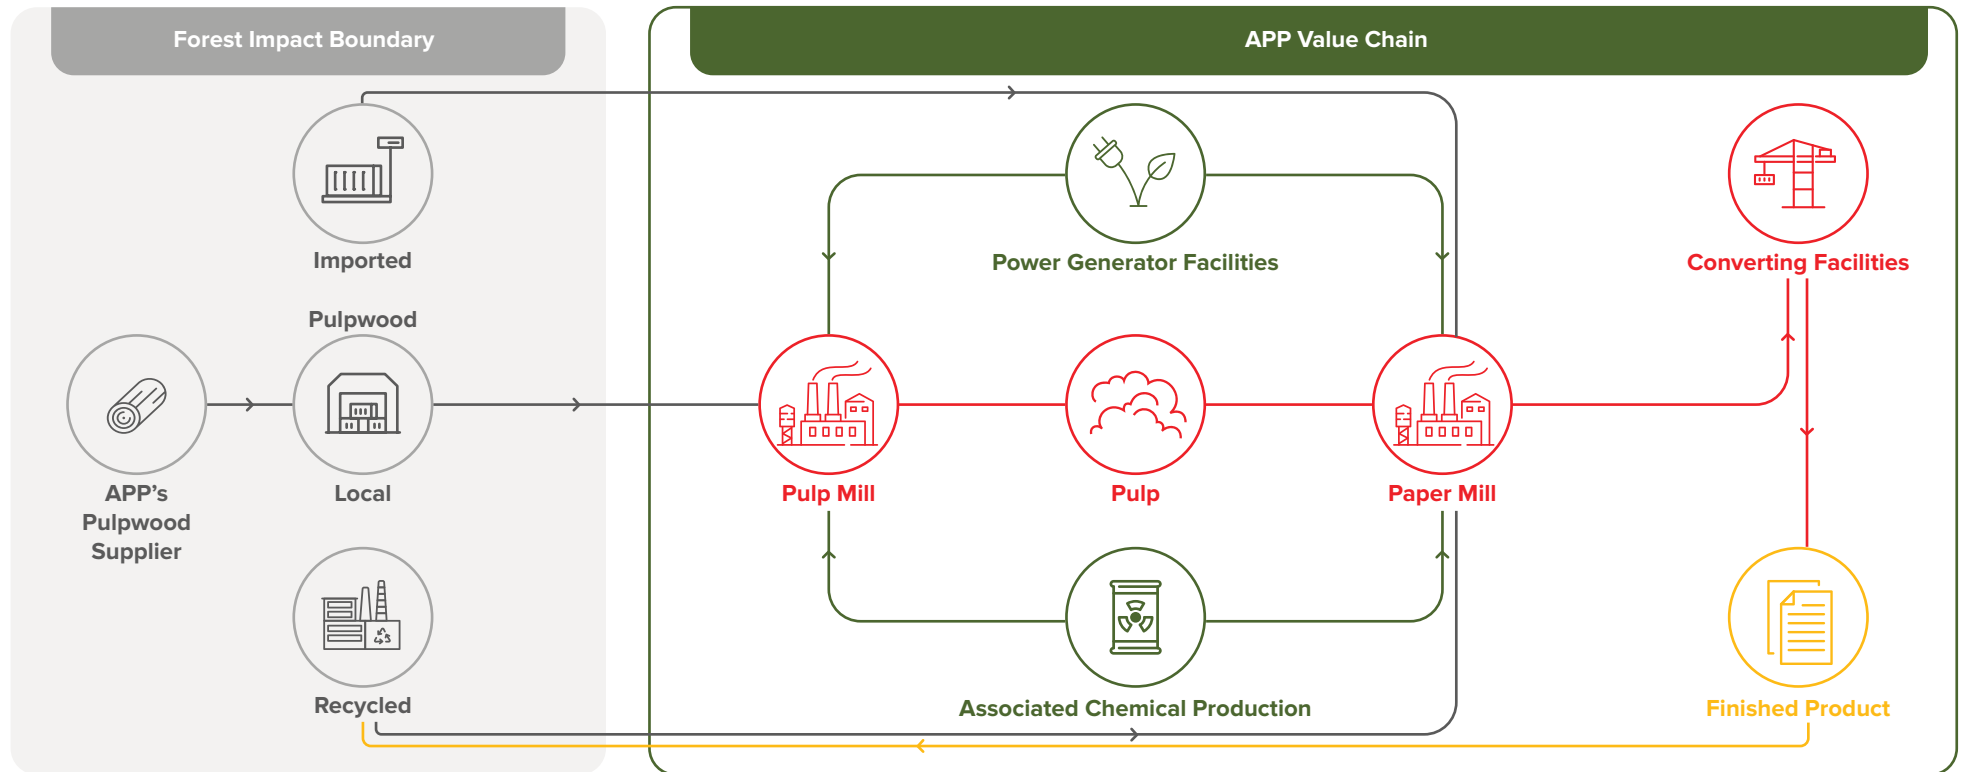 Forest Impact Boundary
APP Value Chain
Imported
Power Generator Facilities
Converting Facilities
Pulpwood
APP’s
Pulpwood
Supplier
Local
Pulp Mill
Pulp
Paper Mill
Recycled
Associated Chemical Production
Finished Product